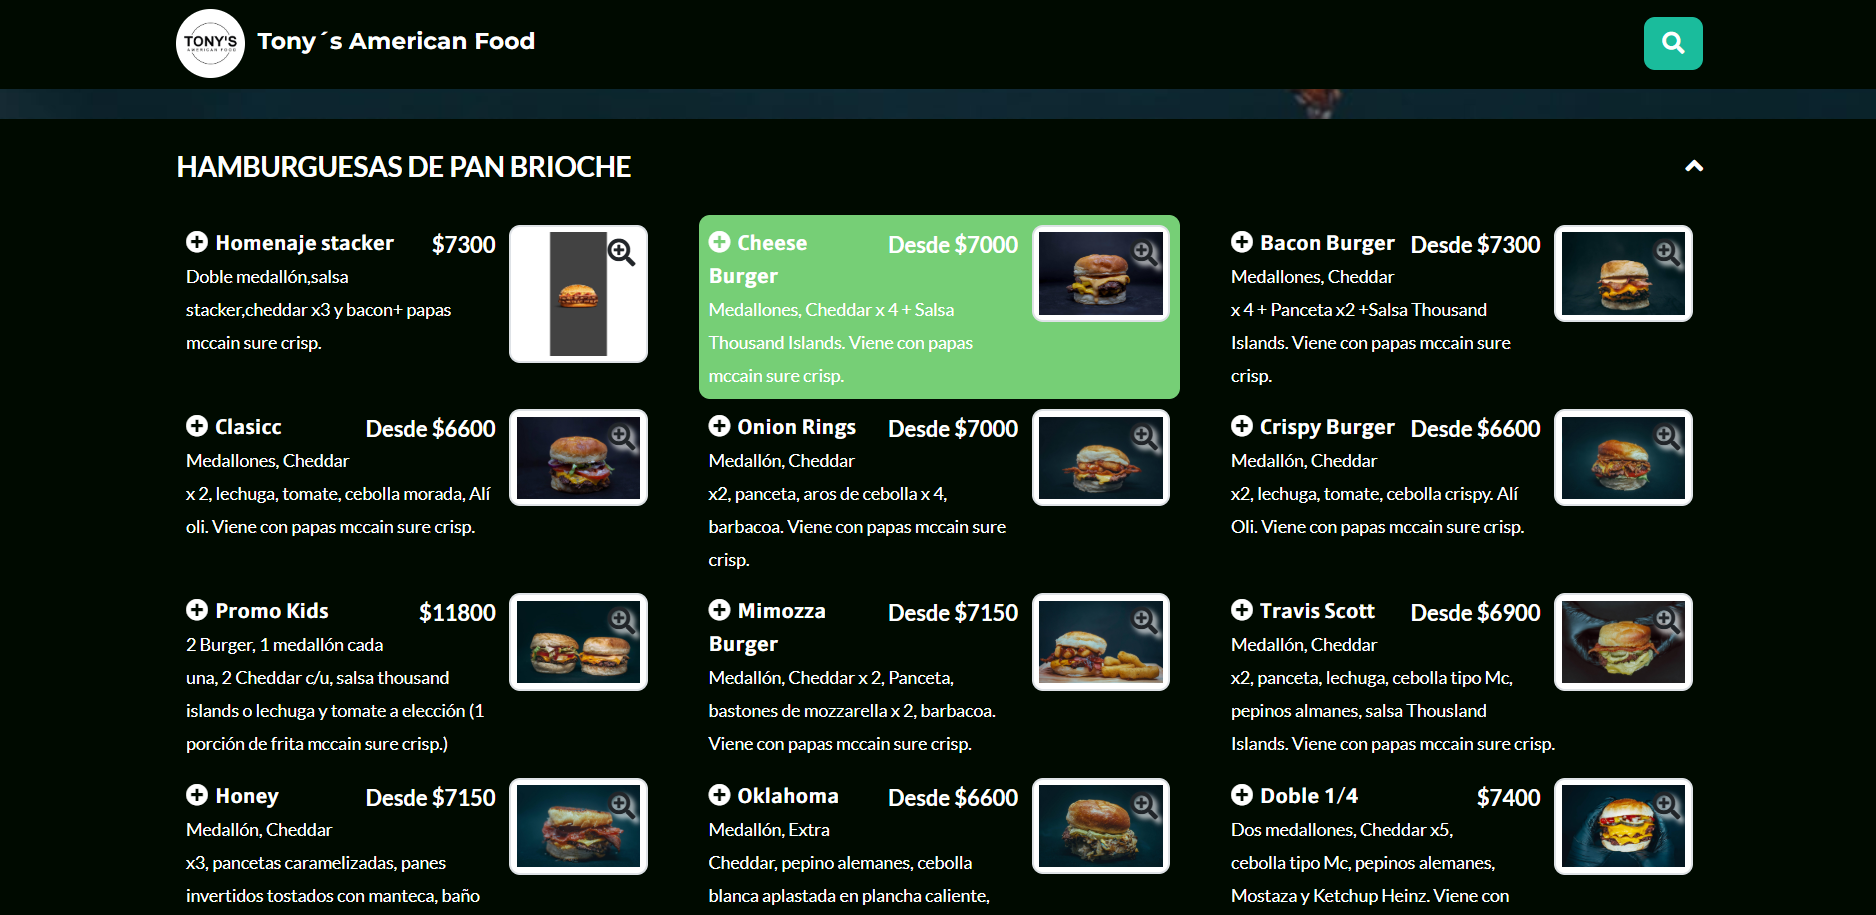 TONY'S
AMERICAN FOOD
Tony´s American Food
HAMBURGUESAS DE PAN BRIOCHE
Homenaje stacker $7300
Doble medallón,salsa
stacker,cheddar x3 y bacon+ papas
mccain sure crisp.
Cheese Desde $7000
Burger
Medallones, Cheddar x 4 + Salsa
Thousand Islands. Viene con papas
mccain sure crisp.
Bacon Burger Desde $7300
Medallones, Cheddar
x 4 + Panceta x2 +Salsa Thousand
Islands. Viene con papas mccain sure
crisp.
Clasicc Desde $6600
Medallones, Cheddar
x 2, lechuga, tomate, cebolla morada, Alí
oli. Viene con papas mccain sure crisp.
Onion Rings Desde $7000
Medallón, Cheddar
x2, panceta, aros de cebolla x 4,
barbacoa. Viene con papas mccain sure
crisp.
Crispy Burger Desde $6600
Medallón, Cheddar
x2, lechuga, tomate, cebolla crispy. Alí
Oli. Viene con papas mccain sure crisp.
Promo Kids $11800
2 Burger, 1 medallón cada
una, 2 Cheddar c/u, salsa thousand
islands o lechuga y tomate a elección (1
porción de frita mccain sure crisp.)
Mimozza Desde $7150
Burger
Medallón, Cheddar x 2, Panceta,
bastones de mozzarella x 2, barbacoa.
Viene con papas mccain sure crisp.
Travis Scott Desde $6900
Medallón, Cheddar
x2, panceta, lechuga, cebolla tipo Mc,
pepinos almanes, salsa Thousland
Islands. Viene con papas mccain sure crisp.
Honey Desde $7150
Medallón, Cheddar
x3, pancetas caramelizadas, panes
invertidos tostados con manteca, baño
Oklahoma Desde $6600
Medallón, Extra
Cheddar, pepino alemanes, cebolla
blanca aplastada en plancha caliente,
Doble 1/4 $7400
Dos medallones, Cheddar x5,
cebolla tipo Mc, pepinos alemanes,
Mostaza y Ketchup Heinz. Viene con